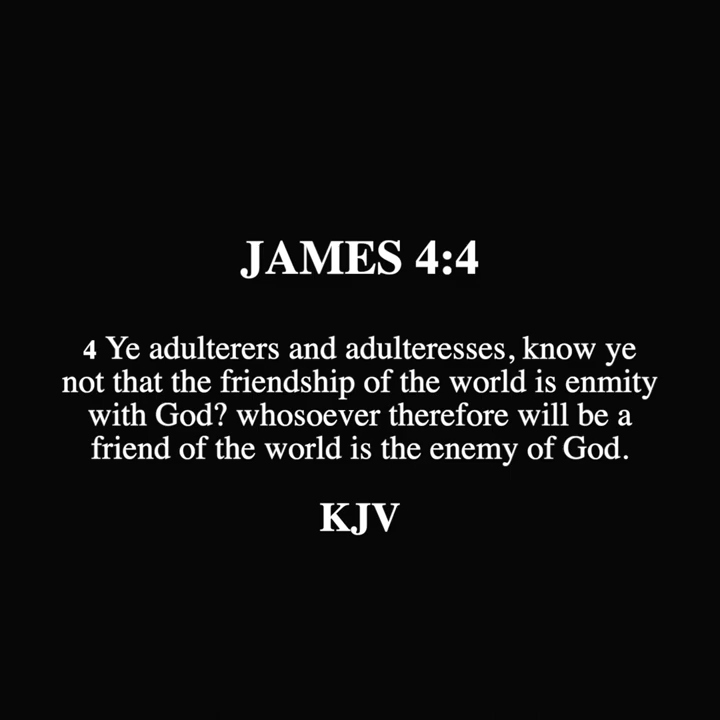 JAMES 4:4
4 Ye adulterers and adulteresses, know ye
not that the friendship of the world is enmity
with God? whosoever therefore will be a
friend of the world is the enemy of God.
KJV